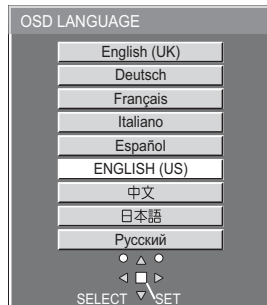 OSD LANGUAGE
English (UK)
Deutsch
Français
Italiano
Español
ENGLISH (US)
中文
日本語
Русский
SELECT SET